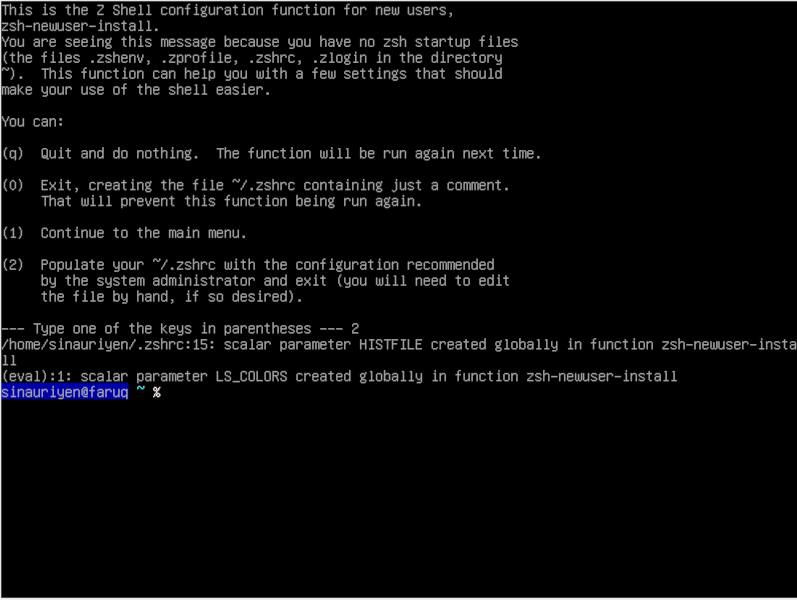 This is the Z Shell configuration function for new users,
zsh-newuser-install.
You are seeing this message because you have no zsh startup files
(the files .zshenv, .zprofile, .zshrc, .zlogin in the directory
~).  This function can help you with a few settings that should
make your use of the shell easier.
You can:
(q)  Quit and do nothing.  The function will be run again next time.
(0)  Exit, creating the file ~/.zshrc containing just a comment.
     That will prevent this function being run again.
(1)  Continue to the main menu.
(2)  Populate your ~/.zshrc with the configuration recommended
     by the system administrator and exit (you will need to edit
     the file by hand, if so desired).
--- Type one of the keys in parentheses --- 2
/home/sinauriyen/.zshrc:15: scalar parameter HISTFILE created globally in function zsh-newuser-insta
ll
(eval):1: scalar parameter LS_COLORS created globally in function zsh-newuser-install
sinauriyen@faruq ~ %